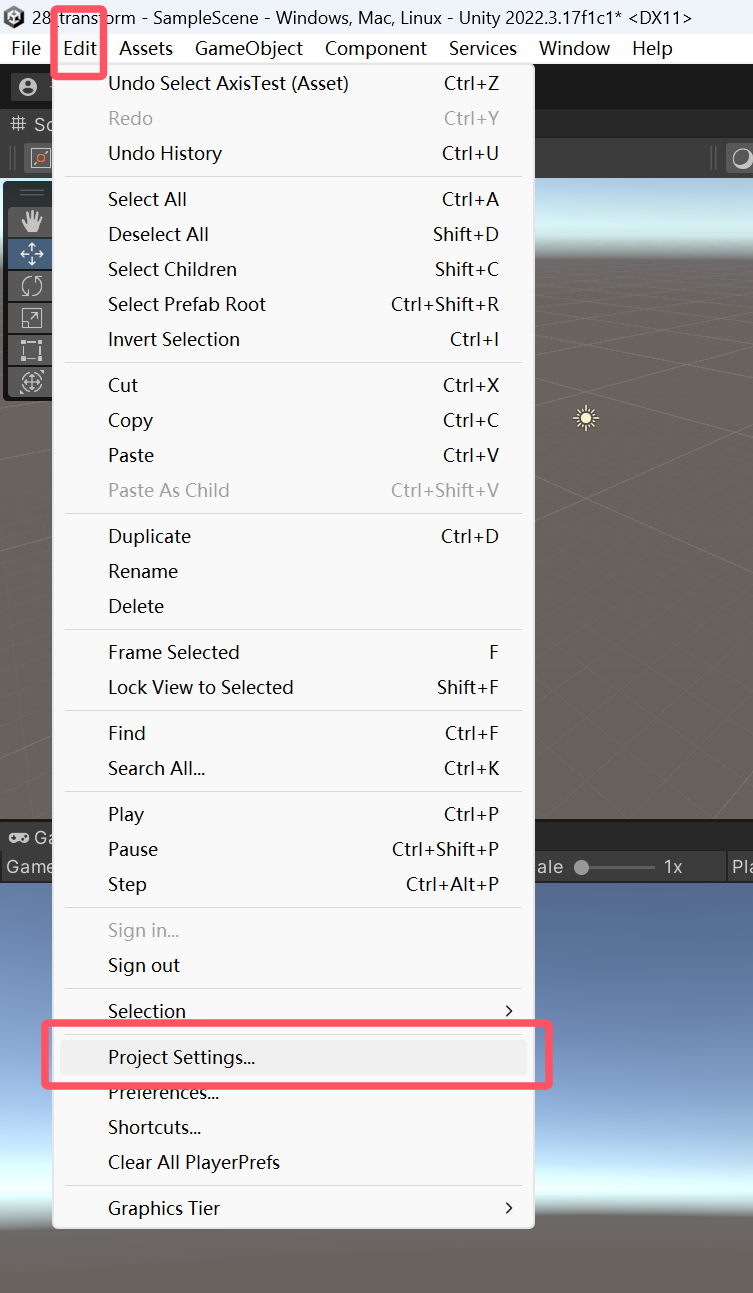 28_transform - SampleScene - Windows, Mac, Linux - Unity 2022.3.17f1c1* <DX11>
File Edit Assets GameObject Component Services Window Help
Undo Select AxisTest (Asset) Ctrl+Z
Redo Ctrl+Y
Undo History Ctrl+U
Select All Ctrl+A
Deselect All Shift+D
Select Children Shift+C
Select Prefab Root Ctrl+Shift+R
Invert Selection Ctrl+I
Cut Ctrl+X
Copy Ctrl+C
Paste Ctrl+V
Paste As Child Ctrl+Shift+V
Duplicate Ctrl+D
Rename
Delete
Frame Selected F
Lock View to Selected Shift+F
Find Ctrl+F
Search All... Ctrl+K
Play Ctrl+P
Pause Ctrl+Shift+P
Game ale 1x
Step Ctrl+Alt+P
Sign in...
Sign out
Selection
Project Settings...
Preferences...
Shortcuts...
Clear All PlayerPrefs
Graphics Tier